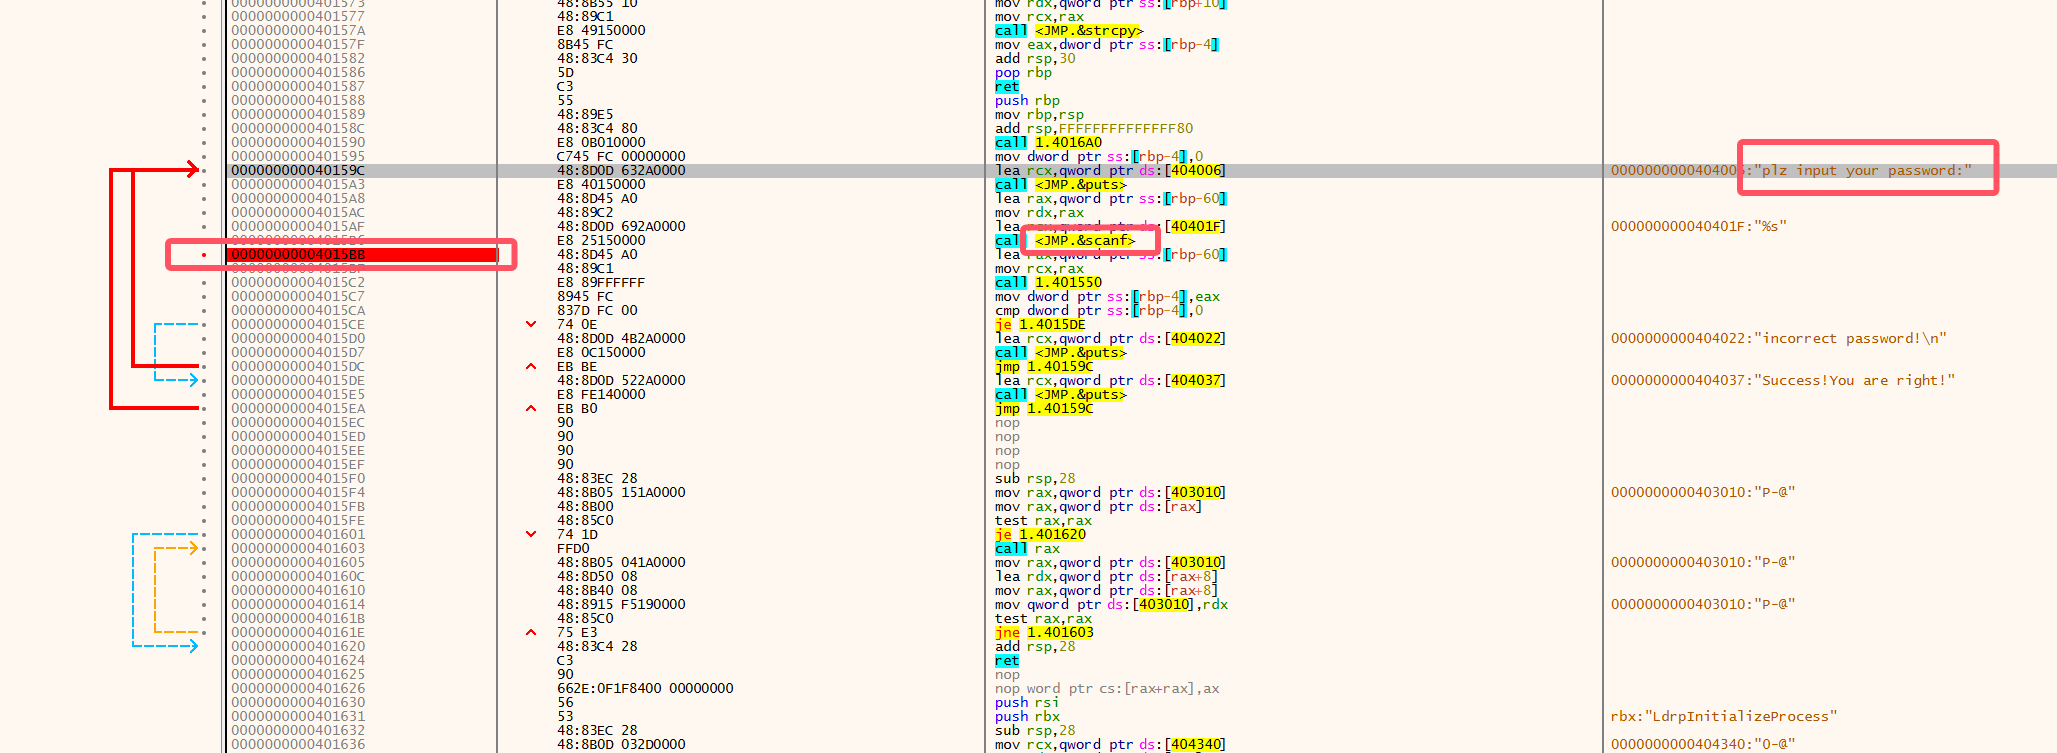 0000000000401573 48:8B55 10 mov rdx,qword ptr ss:[rbp+10]
0000000000401577 48:89C1 mov rcx,rax
000000000040157A E8 49150000 call <JMP.&strcpy>
000000000040157F 8B45 FC mov eax,dword ptr ss:[rbp-4]
0000000000401582 48:83C4 30 add rsp,30
0000000000401586 5D pop rbp
0000000000401587 C3 ret
0000000000401588 55 push rbp
0000000000401589 48:89E5 mov rbp,rsp
000000000040158C 48:83C4 80 add rsp,FFFFFFFFFFFFFF80
0000000000401590 E8 0B010000 call 1.4016A0
0000000000401595 C745 FC 00000000 mov dword ptr ss:[rbp-4],0
000000000040159C 48:8D0D 632A0000 lea rcx,qword ptr ds:[404006] 0000000000404006:"plz input your password:"
00000000004015A3 E8 40150000 call <JMP.&puts>
00000000004015A8 48:8D45 A0 lea rax,qword ptr ss:[rbp-60]
00000000004015AC 48:89C2 mov rdx,rax
00000000004015AF 48:8D0D 692A0000 lea rcx,qword ptr ds:[40401F] 000000000040401F:"%s"
00000000004015B6 E8 25150000 call <JMP.&scanf>
00000000004015BB 48:8D45 A0 lea rax,qword ptr ss:[rbp-60]
00000000004015BF 48:89C1 mov rcx,rax
00000000004015C2 E8 89FFFFFF call 1.401550
00000000004015C7 8945 FC mov dword ptr ss:[rbp-4],eax
00000000004015CA 837D FC 00 cmp dword ptr ss:[rbp-4],0
00000000004015CE 74 0E je 1.4015DE
00000000004015D0 48:8D0D 4B2A0000 lea rcx,qword ptr ds:[404022] 0000000000404022:"incorrect password!\n"
00000000004015D7 E8 0C150000 call <JMP.&puts>
00000000004015DC EB BE jmp 1.40159C
00000000004015DE 48:8D0D 522A0000 lea rcx,qword ptr ds:[404037] 0000000000404037:"Success!You are right!"
00000000004015E5 E8 FE140000 call <JMP.&puts>
00000000004015EA EB B0 jmp 1.40159C
00000000004015EC 90 nop
00000000004015ED 90 nop
00000000004015EE 90 nop
00000000004015EF 90 nop
00000000004015F0 48:83EC 28 sub rsp,28
00000000004015F4 48:8B05 151A0000 mov rax,qword ptr ds:[403010] 0000000000403010:"P-@"
00000000004015FB 48:8B00 mov rax,qword ptr ds:[rax]
00000000004015FE 48:85C0 test rax,rax
0000000000401601 74 1D je 1.401620
0000000000401603 FFD0 call rax
0000000000401605 48:8B05 041A0000 mov rax,qword ptr ds:[403010] 0000000000403010:"P-@"
000000000040160C 48:8D50 08 lea rdx,qword ptr ds:[rax+8]
0000000000401610 48:8B40 08 mov rax,qword ptr ds:[rax+8]
0000000000401614 48:8915 F5190000 mov qword ptr ds:[403010],rdx 0000000000403010:"P-@"
000000000040161B 48:85C0 test rax,rax
000000000040161E 75 E3 jne 1.401603
0000000000401620 48:83C4 28 add rsp,28
0000000000401624 C3 ret
0000000000401625 90 nop
0000000000401626 662E:0F1F8400 00000000 nop word ptr cs:[rax+rax],ax
0000000000401630 56 push rsi
0000000000401631 53 push rbx rbx:"LdrpInitializeProcess"
0000000000401632 48:83EC 28 sub rsp,28
0000000000401636 48:8B0D 032D0000 mov rcx,qword ptr ds:[404340] 0000000000404340:"0-@"